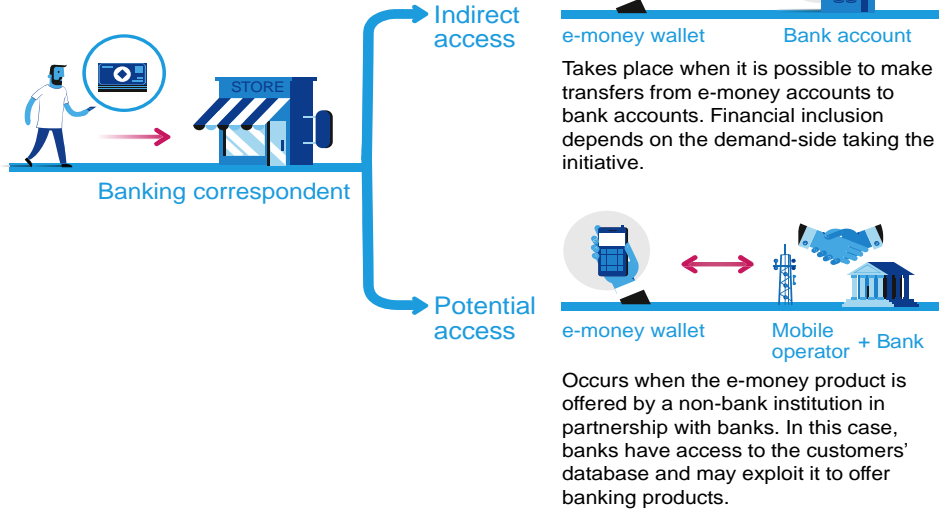 Indirect
access
e-money wallet
Bank account
Takes place when it is possible to make
transfers from e-money accounts to
bank accounts. Financial inclusion
depends on the demand-side taking the
initiative.
STORE
Banking correspondent
Potential
access
e-money wallet
Mobile
operator + Bank
Occurs when the e-money product is
offered by a non-bank institution in
partnership with banks. In this case,
banks have access to the customers’
database and may exploit it to offer
banking products.